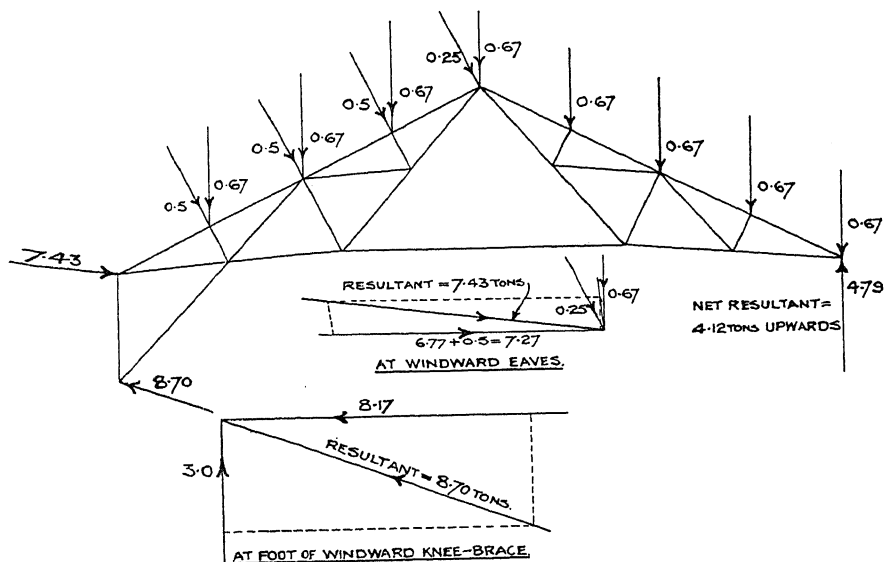 0.25
0.67
0.5
0.67
0.67
0.5
0.67
0.67
0.5
0.67
0.67
0.67
7.43
4.79
RESULTANT = 7.43 TONS
0.25
0.67
6.77 + 0.5 = 7.27
AT WINDWARD EAVES.
NET RESULTANT =
4.12 TONS UPWARDS
8.70
8.17
3.0
RESULTANT = 8.70 TONS.
AT FOOT OF WINDWARD KNEE-BRACE.